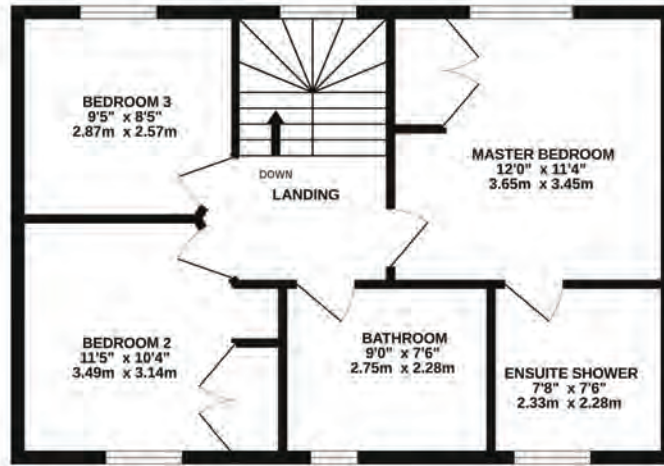 BEDROOM 3
9'5" x 8'5"
2.87m x 2.57m
DOWN
LANDING
MASTER BEDROOM
12'0" x 11'4"
3.65m x 3.45m
BEDROOM 2
11'5" x 10'4"
3.49m x 3.14m
BATHROOM
9'0" x 7'6"
2.75m x 2.28m
ENSUITE SHOWER
7'8" x 7'6"
2.33m x 2.28m